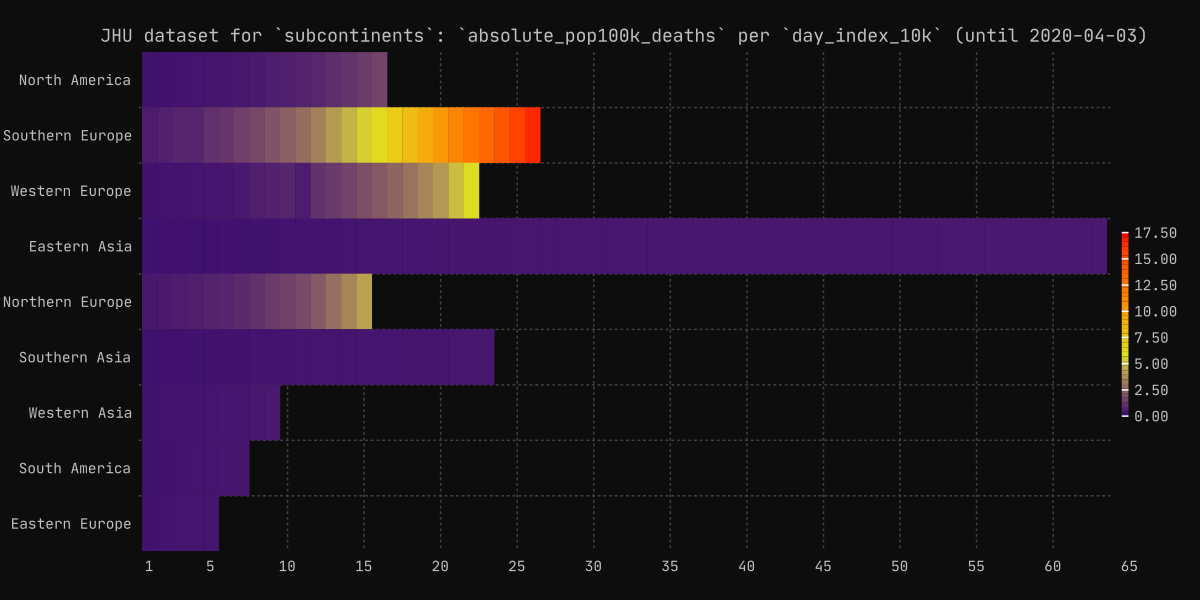 JHU dataset for `subcontinents`: `absolute_pop100k_deaths` per `day_index_10k` (until 2020-04-03)
North America
Southern Europe
Western Europe
Eastern Asia
Northern Europe
Southern Asia
Western Asia
South America
Eastern Europe
17.50
15.00
12.50
10.00
7.50
5.00
2.50
0.00
1 5 10 15 20 25 30 35 40 45 50 55 60 65